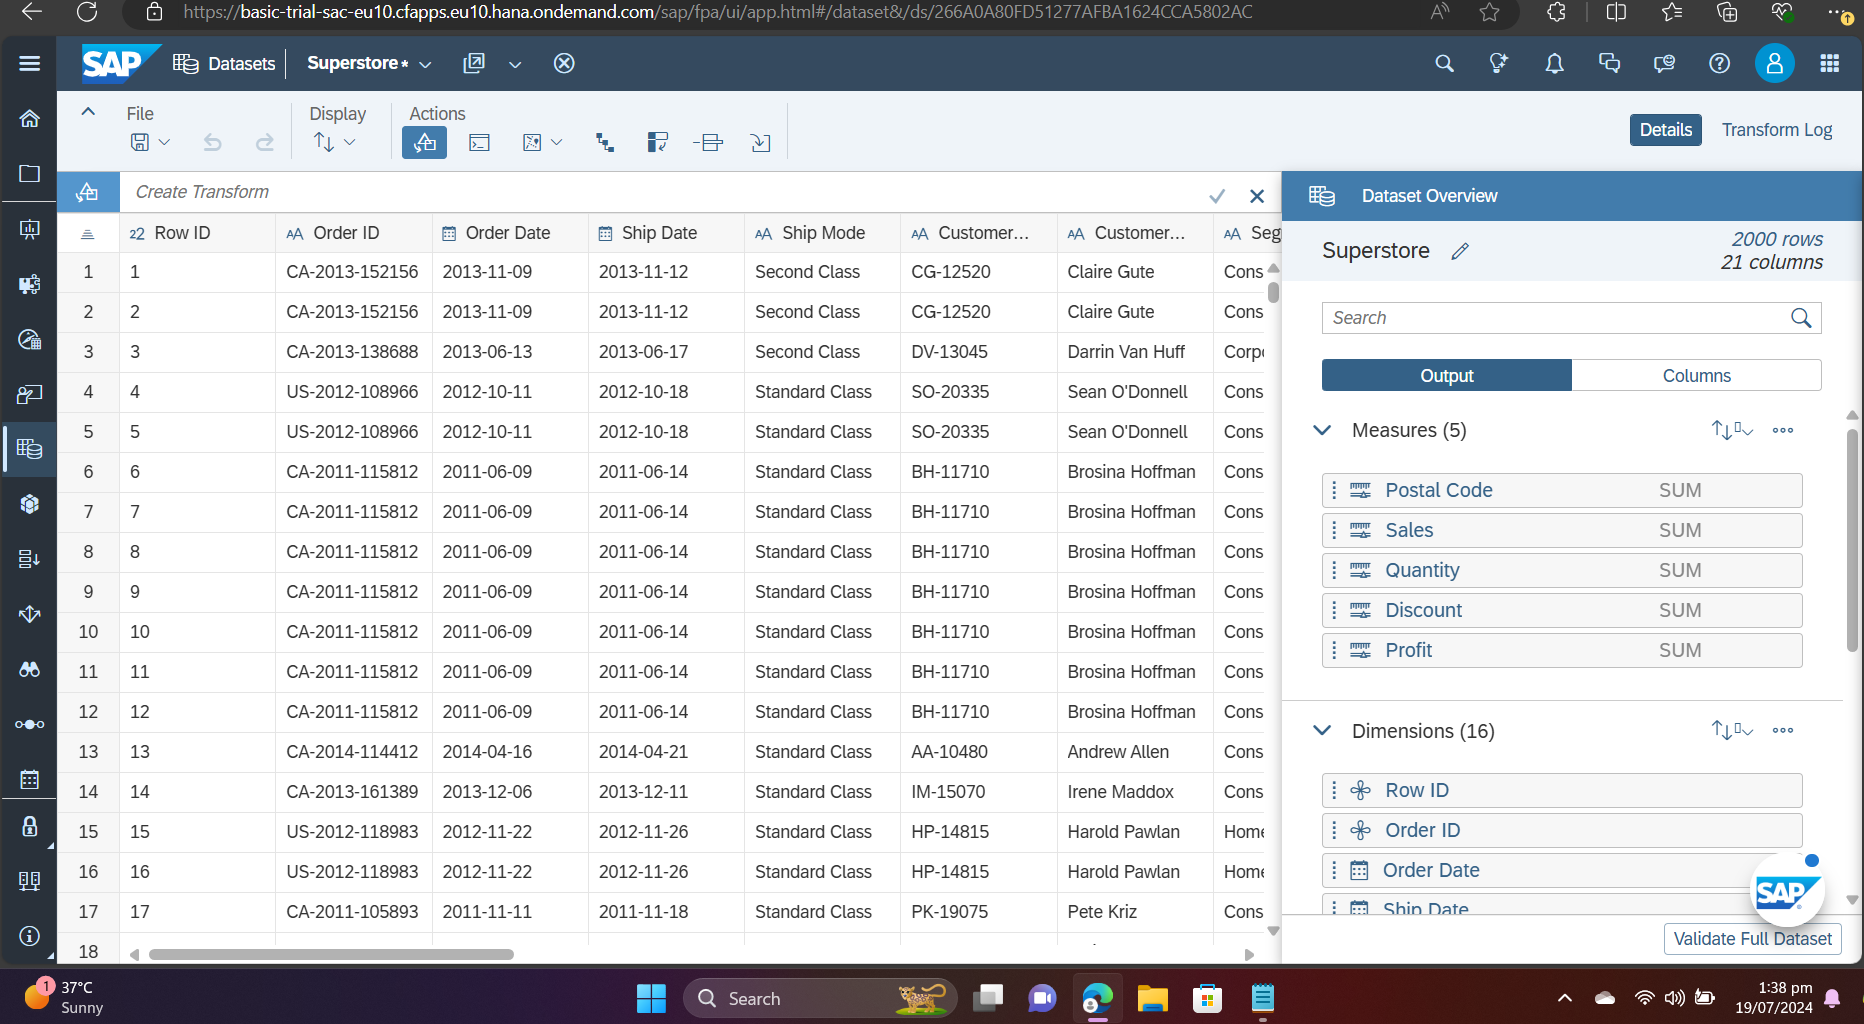 https://basic-trial-sac-eu10.cfapps.eu10.hana.ondemand.com/sap/fpa/ui/app.html#/dataset&/ds/266A0A80FD51277AFBA1624CCA5802AC
SAP Datasets Superstore *
File Display Actions
Details Transform Log
Create Transform
Row ID Order ID Order Date Ship Date Ship Mode Customer... Customer... Seg
1 1 CA-2013-152156 2013-11-09 2013-11-12 Second Class CG-12520 Claire Gute Cons
2 2 CA-2013-152156 2013-11-09 2013-11-12 Second Class CG-12520 Claire Gute Cons
3 3 CA-2013-138688 2013-06-13 2013-06-17 Second Class DV-13045 Darrin Van Huff Corp
4 4 US-2012-108966 2012-10-11 2012-10-18 Standard Class SO-20335 Sean O'Donnell Cons
5 5 US-2012-108966 2012-10-11 2012-10-18 Standard Class SO-20335 Sean O'Donnell Cons
6 6 CA-2011-115812 2011-06-09 2011-06-14 Standard Class BH-11710 Brosina Hoffman Cons
7 7 CA-2011-115812 2011-06-09 2011-06-14 Standard Class BH-11710 Brosina Hoffman Cons
8 8 CA-2011-115812 2011-06-09 2011-06-14 Standard Class BH-11710 Brosina Hoffman Cons
9 9 CA-2011-115812 2011-06-09 2011-06-14 Standard Class BH-11710 Brosina Hoffman Cons
10 10 CA-2011-115812 2011-06-09 2011-06-14 Standard Class BH-11710 Brosina Hoffman Cons
11 11 CA-2011-115812 2011-06-09 2011-06-14 Standard Class BH-11710 Brosina Hoffman Cons
12 12 CA-2011-115812 2011-06-09 2011-06-14 Standard Class BH-11710 Brosina Hoffman Cons
13 13 CA-2014-114412 2014-04-16 2014-04-21 Standard Class AA-10480 Andrew Allen Cons
14 14 CA-2013-161389 2013-12-06 2013-12-11 Standard Class IM-15070 Irene Maddox Cons
15 15 US-2012-118983 2012-11-22 2012-11-26 Standard Class HP-14815 Harold Pawlan Home
16 16 US-2012-118983 2012-11-22 2012-11-26 Standard Class HP-14815 Harold Pawlan Home
17 17 CA-2011-105893 2011-11-11 2011-11-18 Standard Class PK-19075 Pete Kriz Cons
18
Dataset Overview
Superstore
2000 rows
21 columns
Search
Output Columns
Measures (5)
Postal Code SUM
Sales SUM
Quantity SUM
Discount SUM
Profit SUM
Dimensions (16)
Row ID
Order ID
Order Date
Ship Date
SAP
Validate Full Dataset
1
37°C
Sunny
Search
1:38 pm
19/07/2024